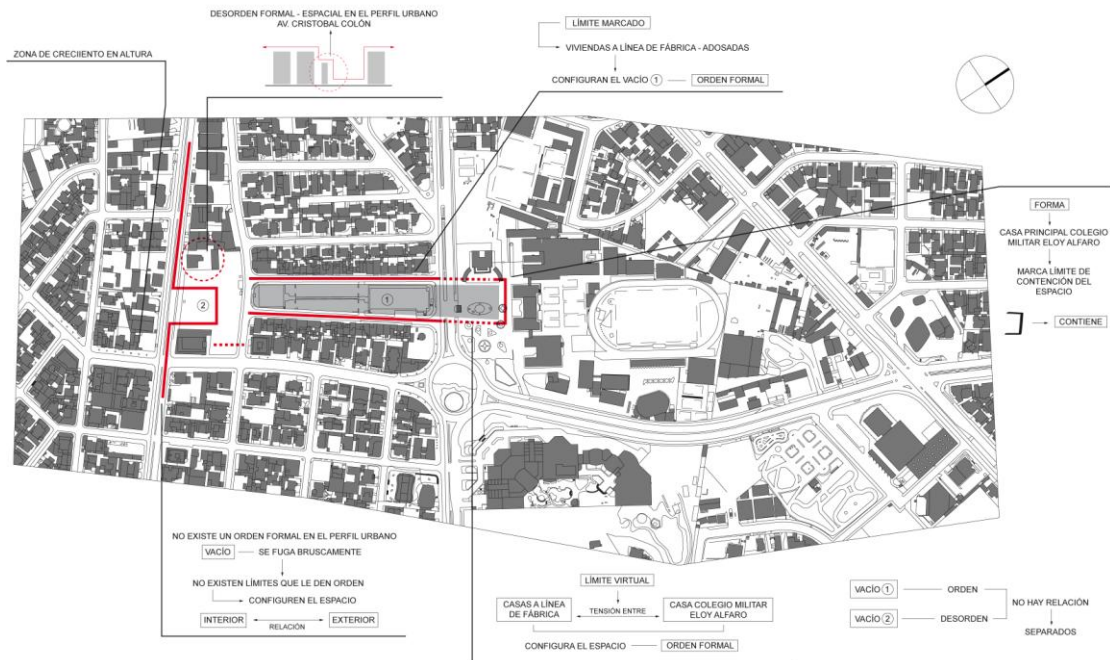 DESORDEN FORMAL - ESPACIAL EN EL PERFIL URBANO
AV. CRISTOBAL COLÓN
ZONA DE CRECIIENTO EN ALTURA
LÍMITE MARCADO
VIVIENDAS A LÍNEA DE FÁBRICA - ADOSADAS
CONFIGURAN EL VACÍO 1 ORDEN FORMAL
FORMA
CASA PRINCIPAL COLEGIO
MILITAR ELOY ALFARO
MARCA LÍMITE DE
CONTENCIÓN DEL
ESPACIO
CONTIENE
1
2
NO EXISTE UN ORDEN FORMAL EN EL PERFIL URBANO
VACÍO SE FUGA BRUSCAMENTE
NO EXISTEN LÍMITES QUE LE DEN ORDEN
CONFIGUREN EL ESPACIO
INTERIOR RELACIÓN EXTERIOR
LÍMITE VIRTUAL
CASAS A LÍNEA
DE FÁBRICA
TENSIÓN ENTRE
CASA COLEGIO MILITAR
ELOY ALFARO
CONFIGURA EL ESPACIO ORDEN FORMAL
VACÍO 1 ORDEN
VACÍO 2 DESORDEN
NO HAY RELACIÓN
SEPARADOS